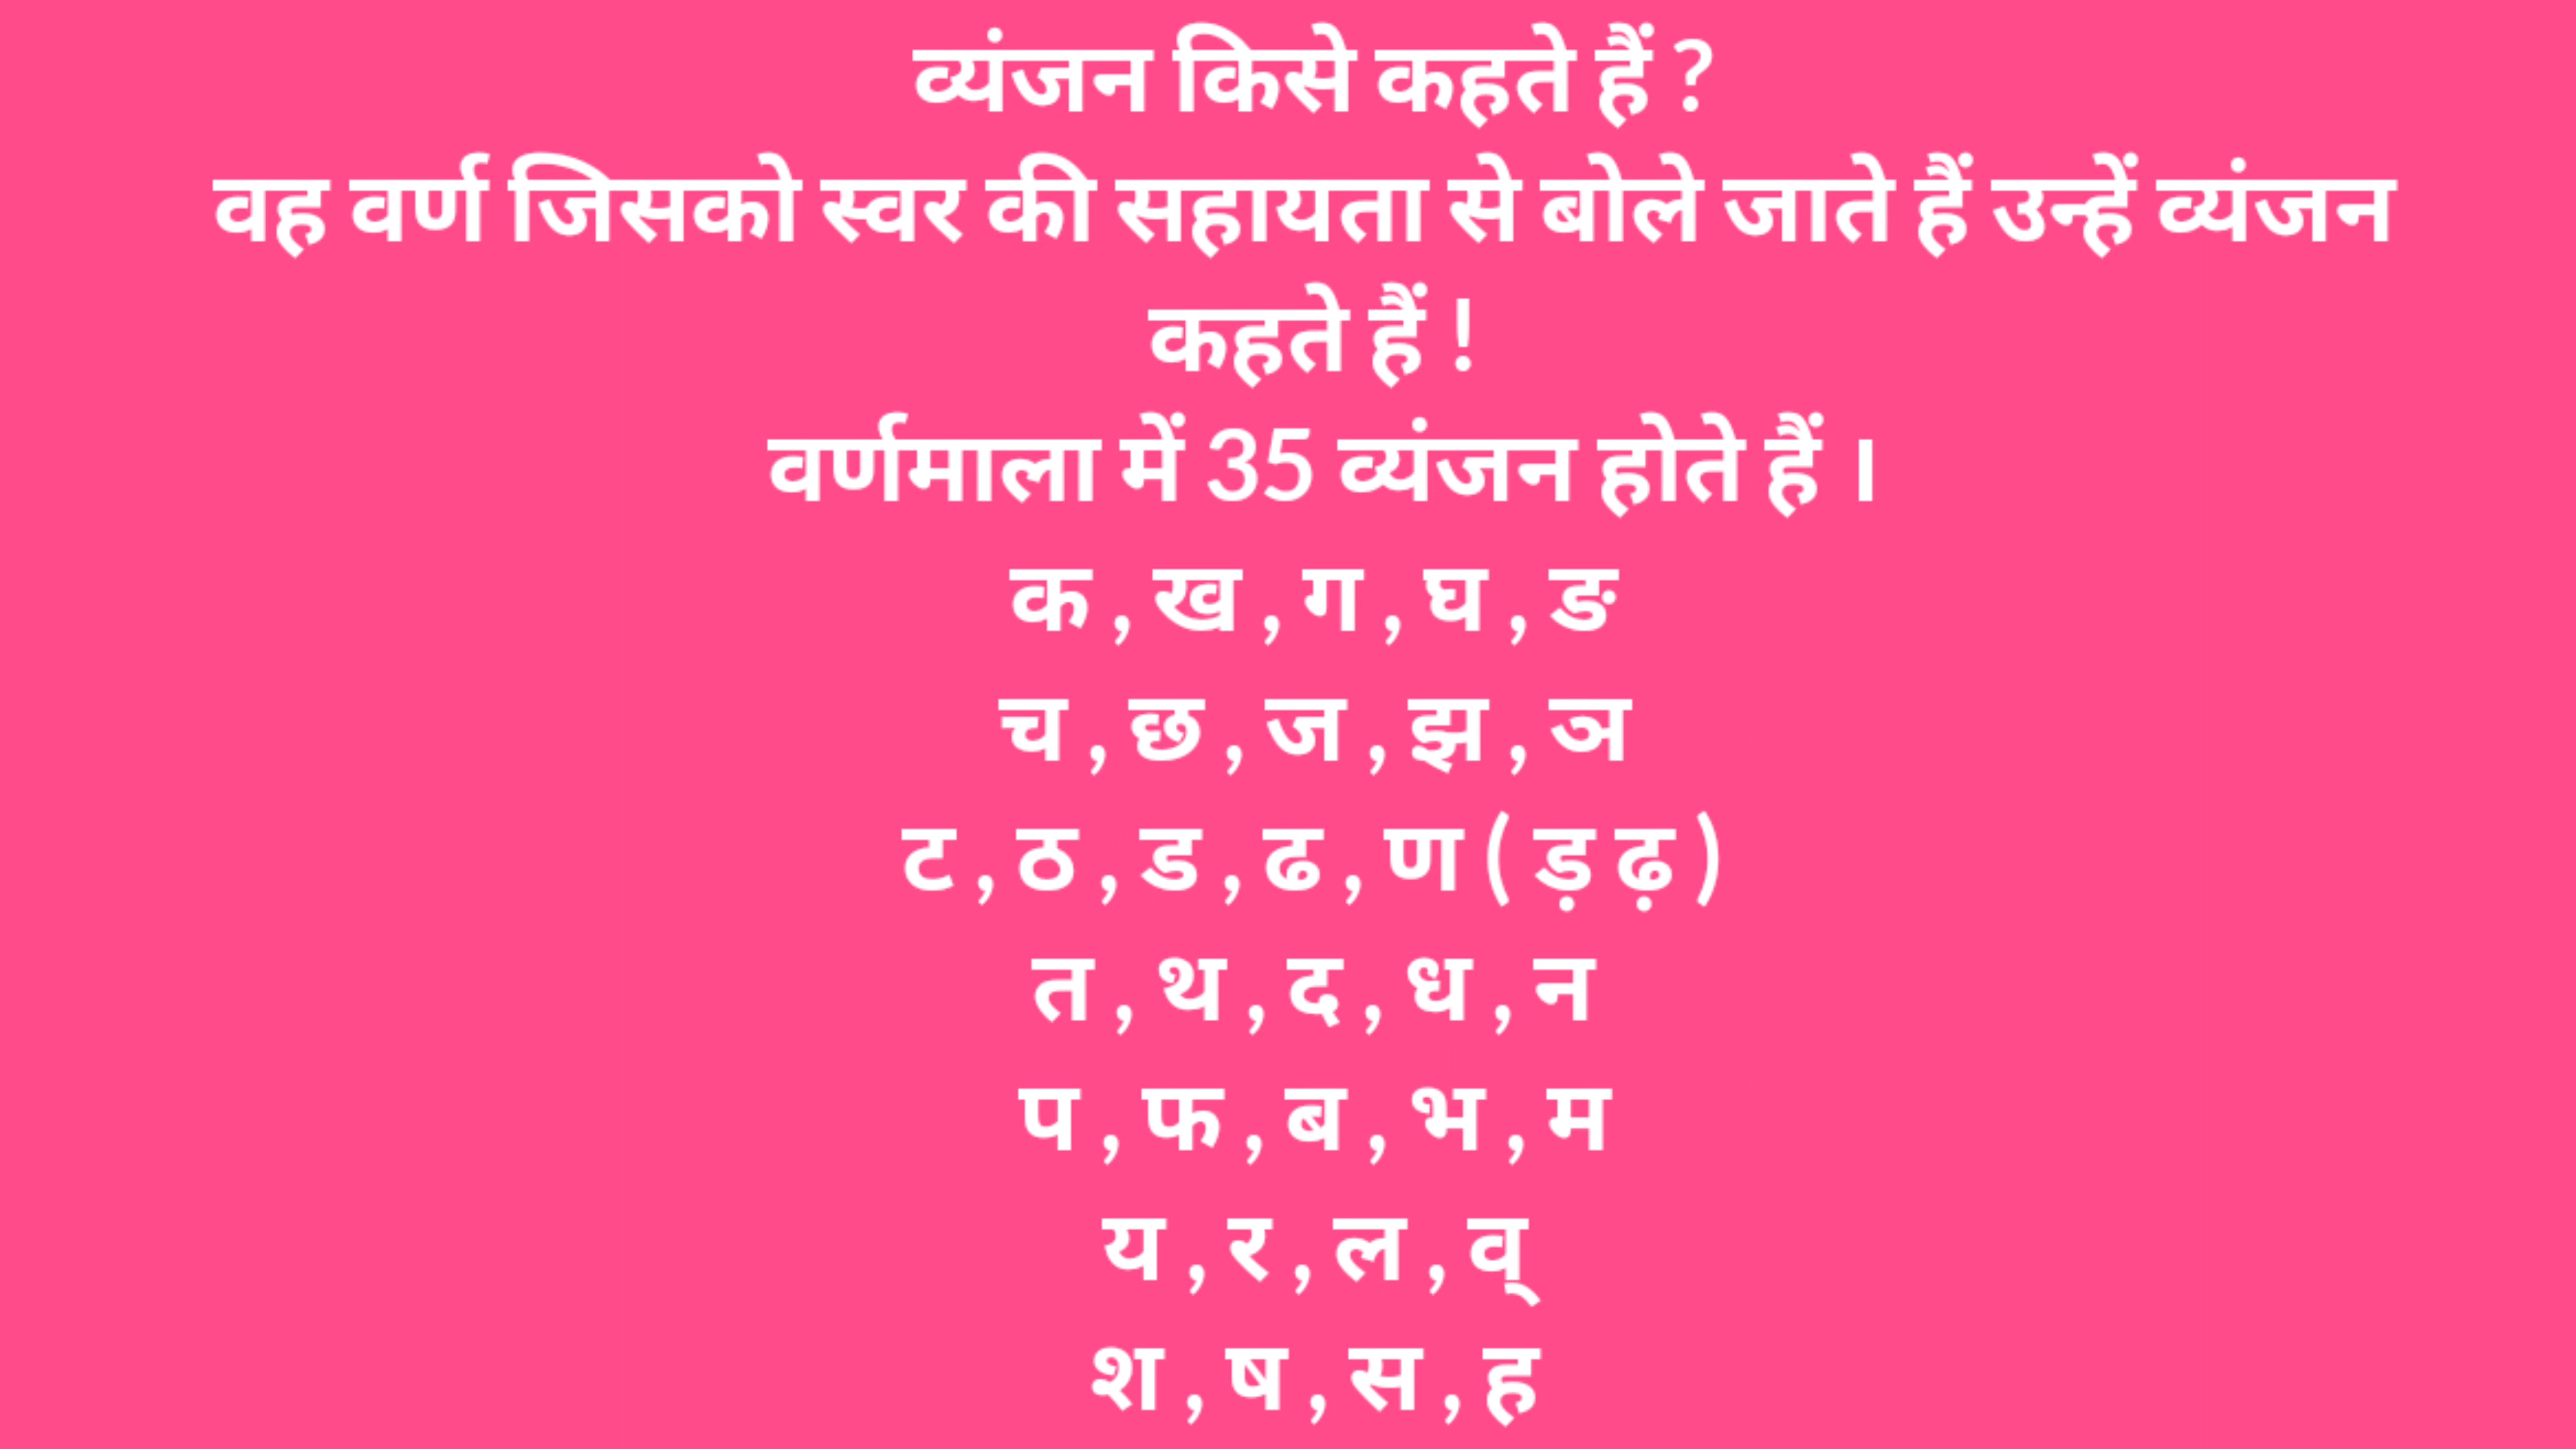 व्यंजन किसे कहते हैं ?
वह वर्ण जिसको स्वर की सहायता से बोले जाते हैं उन्हें व्यंजन
कहते हैं !
वर्णमाला में 35 व्यंजन होते हैं ।
क , ख , ग , घ , ङ
च , छ , ज , झ , ञ
ट , ठ , ड , ढ , ण ( ड़ ढ़ )
त , थ , द , ध , न
प , फ , ब , भ , म
य , र , ल , व्
श , ष , स , ह